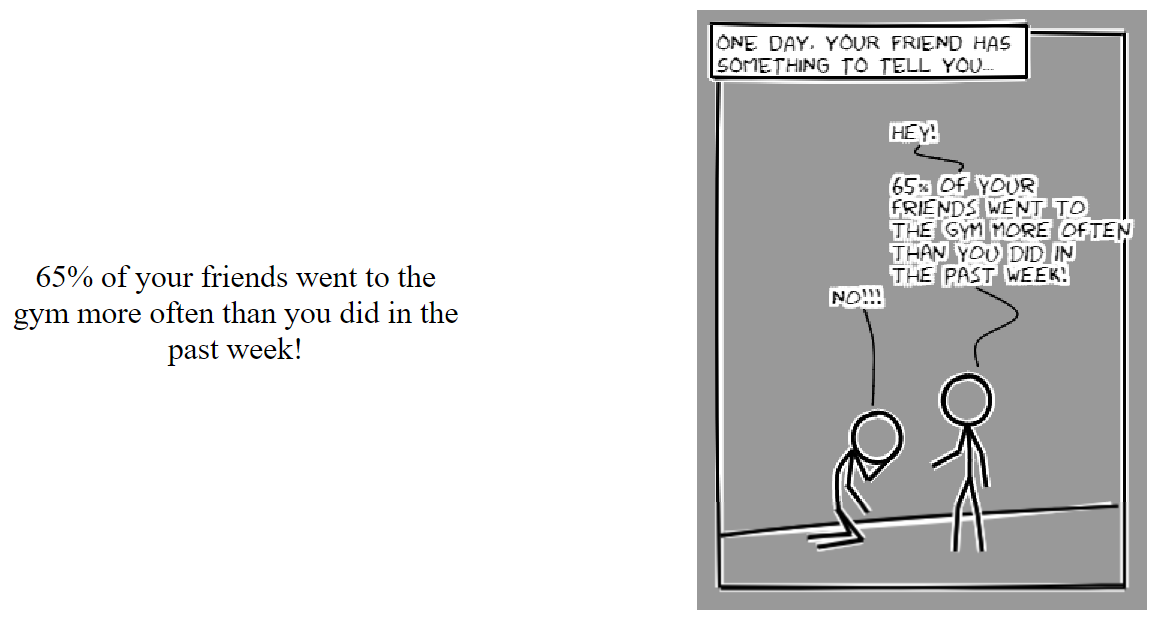 65% of your friends went to the
gym more often than you did in the
past week!
ONE DAY, YOUR FRIEND HAS
SOMETHING TO TELL YOU...
HEY!
65% OF YOUR
FRIENDS WENT TO
THE GYM MORE OFTEN
THAN YOU DID IN
THE PAST WEEK!
NO!!!